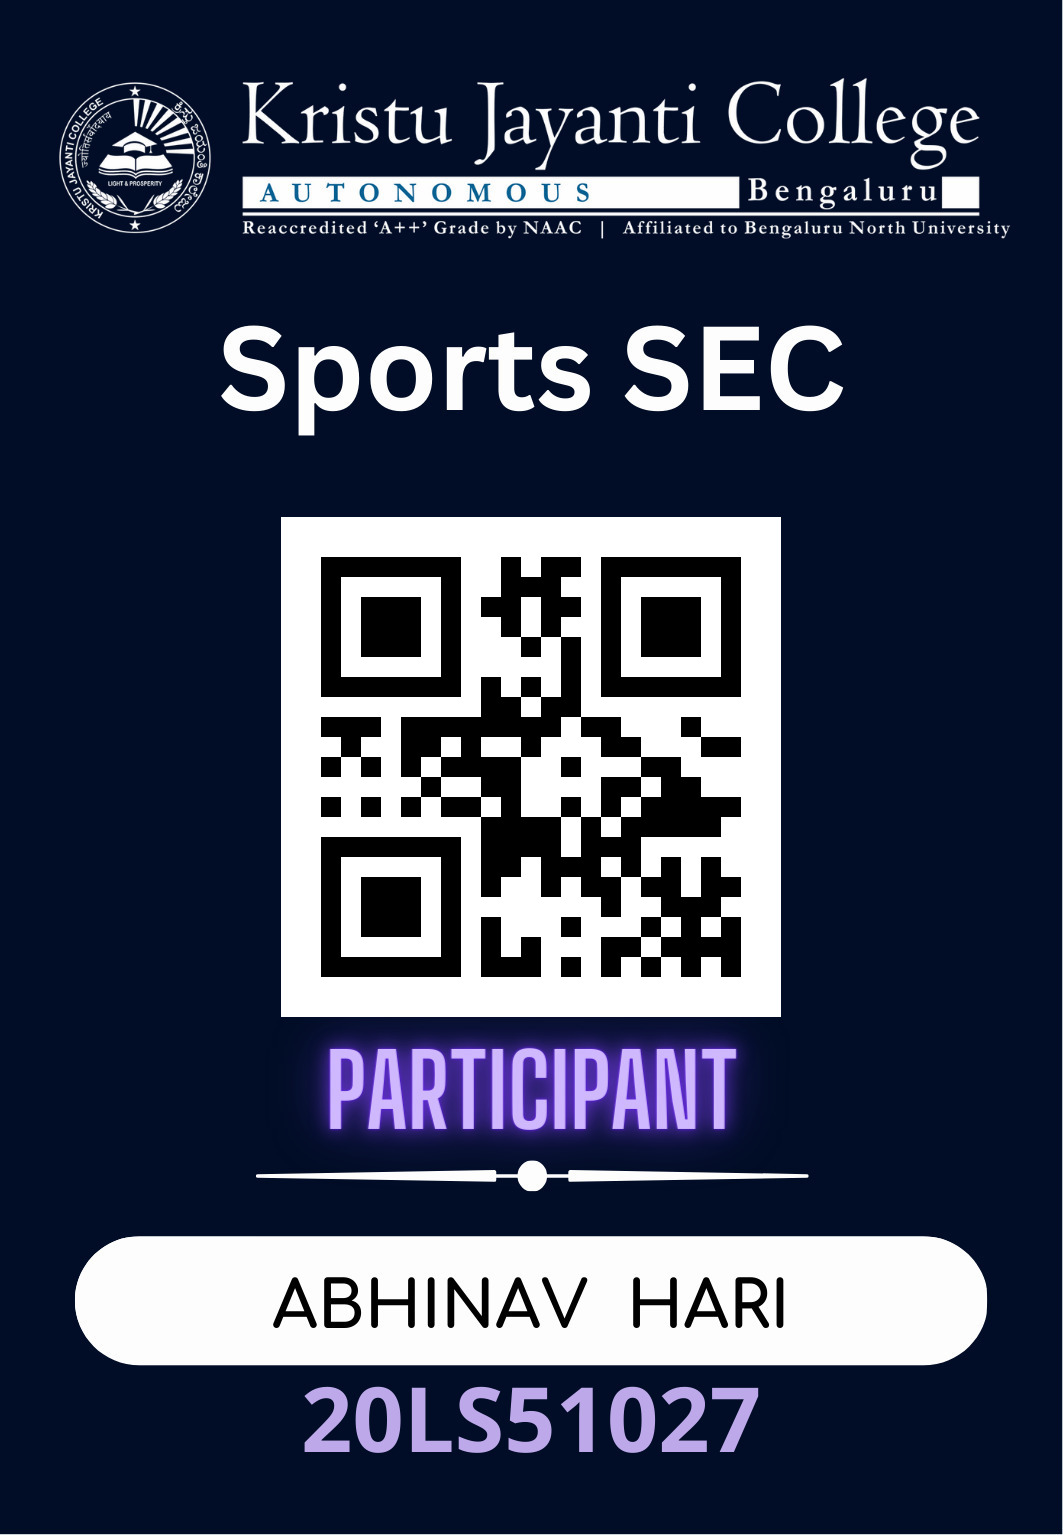 KRISTU JAYANTI COLLEGE
ಕ್ರಿಸ್ತು ಜಯಂತಿ ಕಾಲೇಜು
LIGHT & PROSPERITY
Kristu Jayanti College
AUTONOMOUS Bengaluru
Reaccredited ‘A++’ Grade by NAAC | Affiliated to Bengaluru North University
Sports SEC
PARTICIPANT
ABHINAV HARI
20LS51027